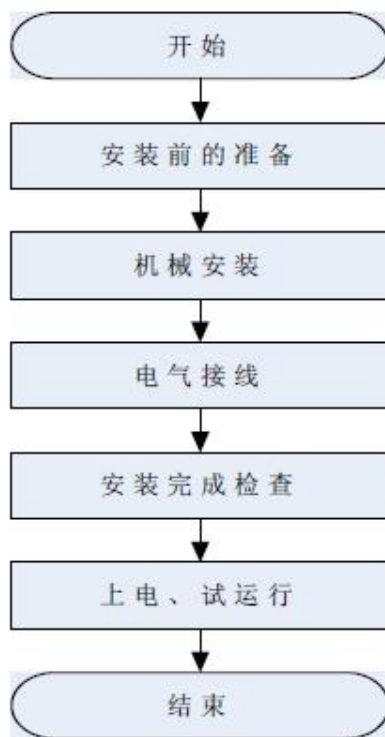 开始
安装前的准备
机械安装
电气接线
安装完成检查
上电、试运行
结束